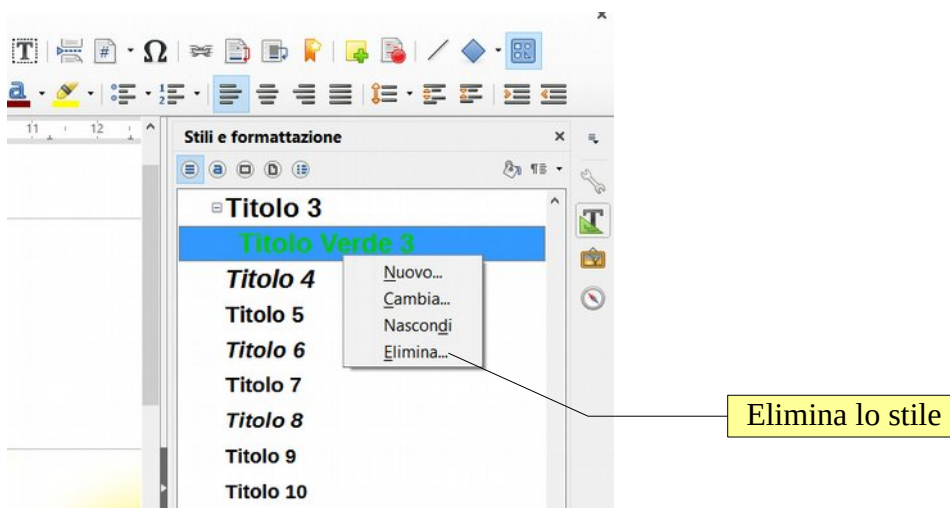 11 12
Stili e formattazione
Titolo 3
Titolo Verde 3
Titolo 4
Nuovo...
Cambia...
Nascondi
Elimina...
Titolo 5
Titolo 6
Titolo 7
Titolo 8
Titolo 9
Titolo 10
Elimina lo stile